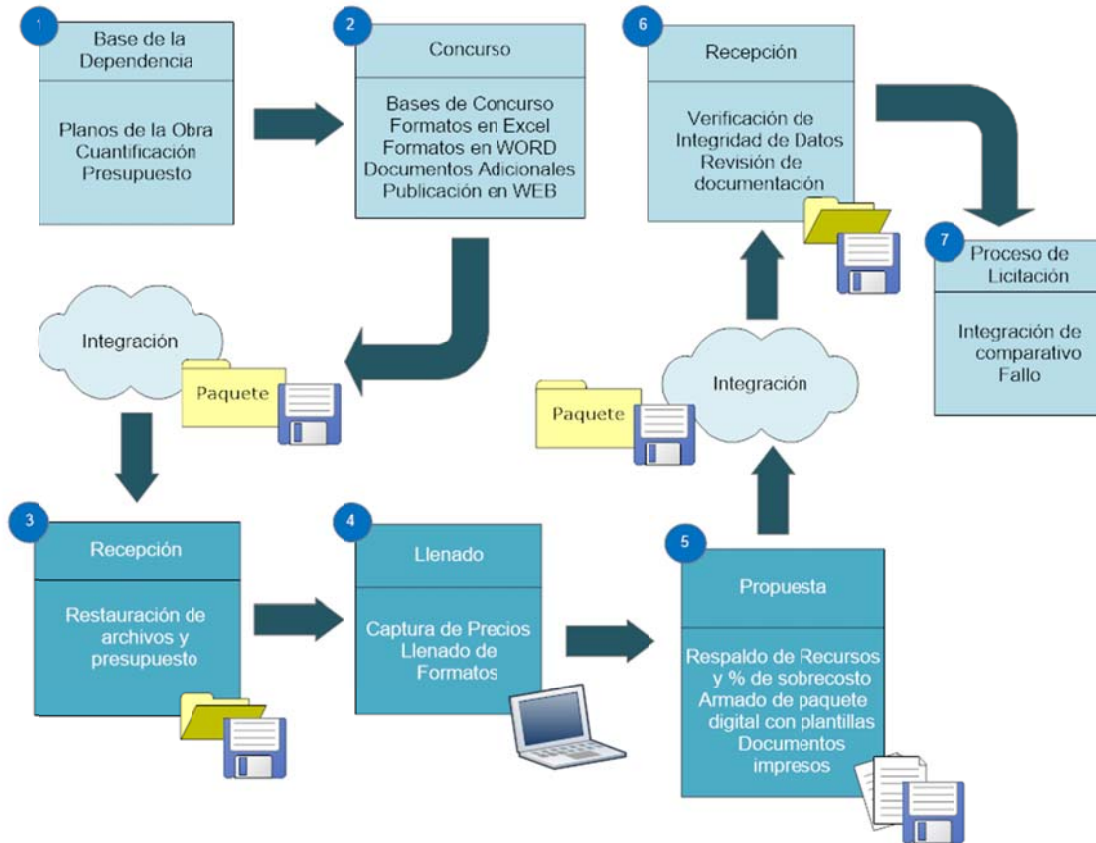 1
Base de la
Dependencia
Planos de la Obra
Cuantificación
Presupuesto
2
Concurso
Bases de Concurso
Formatos en Excel
Formatos en WORD
Documentos Adicionales
Publicación en WEB
Integración
Paquete
3
Recepción
Restauración de
archivos y
presupuesto
4
Llenado
Captura de Precios
Llenado de
Formatos
5
Propuesta
Respaldo de Recursos
y % de sobrecosto
Armado de paquete
digital con plantillas
Documentos
impresos
Integración
Paquete
6
Recepción
Verificación de
Integridad de Datos
Revisión de
documentación
7
Proceso de
Licitación
Integración de
comparativo
Fallo